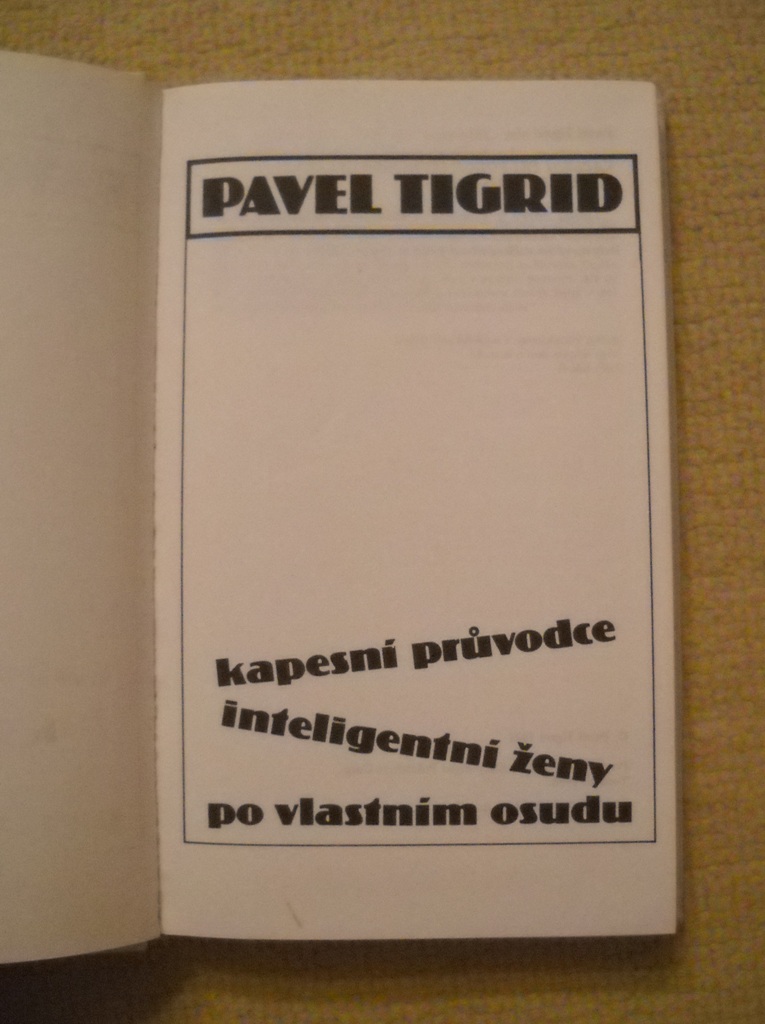 PAVEL TIGRID
kapesní průvodce
inteligentní ženy
po vlastním osudu